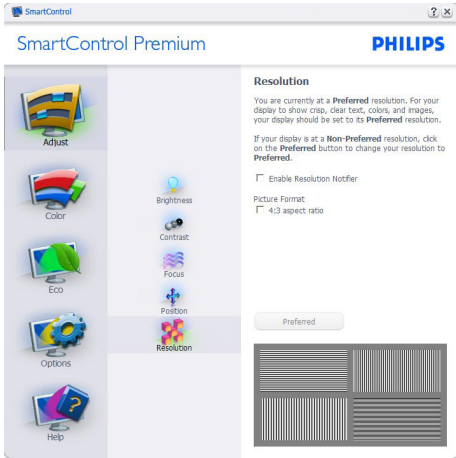 SmartControl
SmartControl Premium
PHILIPS
Adjust
Color
Eco
Options
Help
Brightness
Contrast
Focus
Position
Resolution
Resolution
You are currently at a Preferred resolution. For your
display to show crisp, clear text, colors, and images,
your display should be set to its Preferred resolution.
If your display is at a Non-Preferred resolution, click
on the Preferred button to change your resolution to
Preferred.
Enable Resolution Notifier
Picture Format
4:3 aspect ratio
Preferred